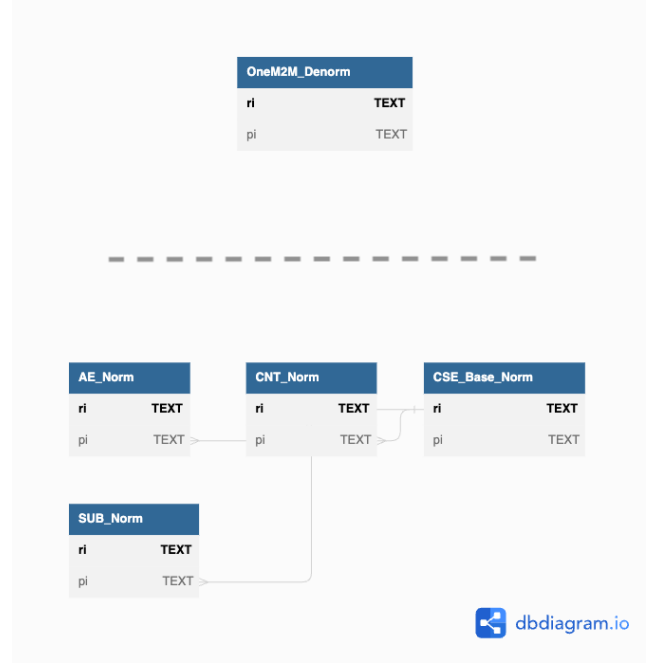 OneM2M_Denorm
ri TEXT
pi TEXT
AE_Norm
ri TEXT
pi TEXT
CNT_Norm
ri TEXT
pi TEXT
CSE_Base_Norm
ri TEXT
pi TEXT
SUB_Norm
ri TEXT
pi TEXT
dbdiagram.io